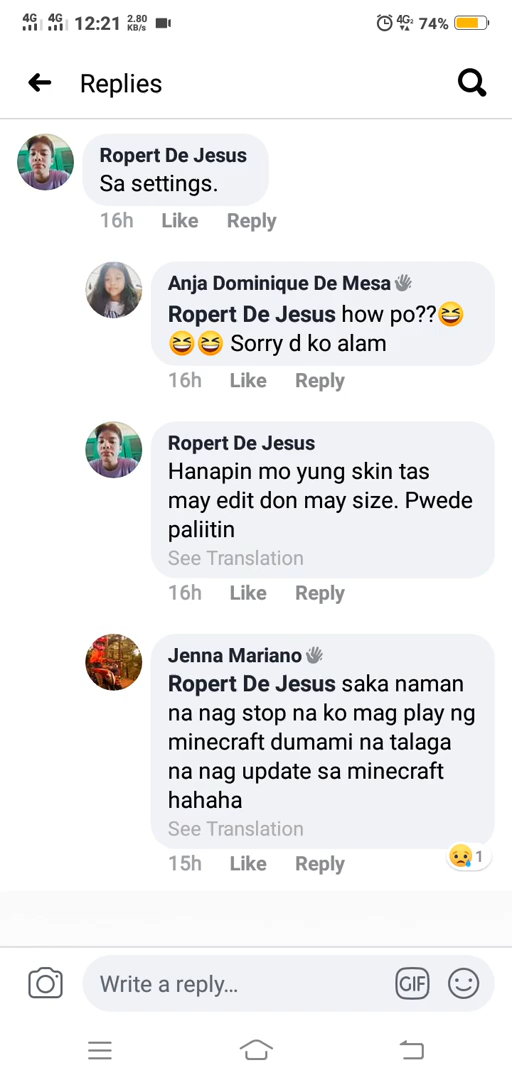 4G 4G 12:21 2.80 KB/s 4G2 74%
Replies
Ropert De Jesus
Sa settings.
16h Like Reply
Anja Dominique De Mesa👋
Ropert De Jesus how po??😆
😆😆 Sorry d ko alam
16h Like Reply
Ropert De Jesus
Hanapin mo yung skin tas
may edit don may size. Pwede
paliitin
See Translation
16h Like Reply
Jenna Mariano👋
Ropert De Jesus saka naman
na nag stop na ko mag play ng
minecraft dumami na talaga
na nag update sa minecraft
hahaha
See Translation
15h Like Reply 😢 1
Write a reply...
GIF